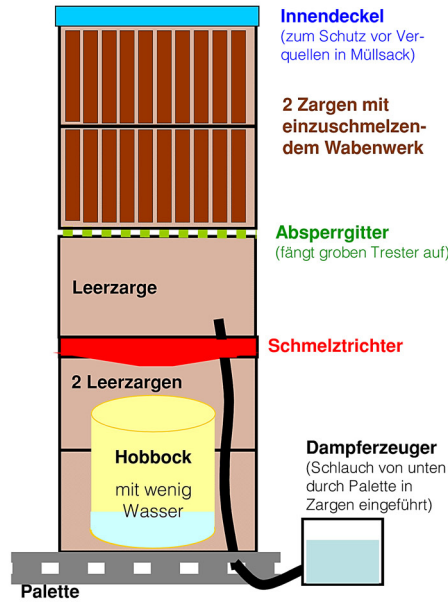 Innendeckel
(zum Schutz vor Ver-
quellen in Müllsack)
2 Zargen mit
einzuschmelzen-
dem Wabenwerk
Absperrgitter
(fängt groben Trester auf)
Leerzarge
Schmelztrichter
2 Leerzargen
Hobbock
mit wenig
Wasser
Dampferzeuger
(Schlauch von unten
durch Palette in
Zargen eingeführt)
Palette